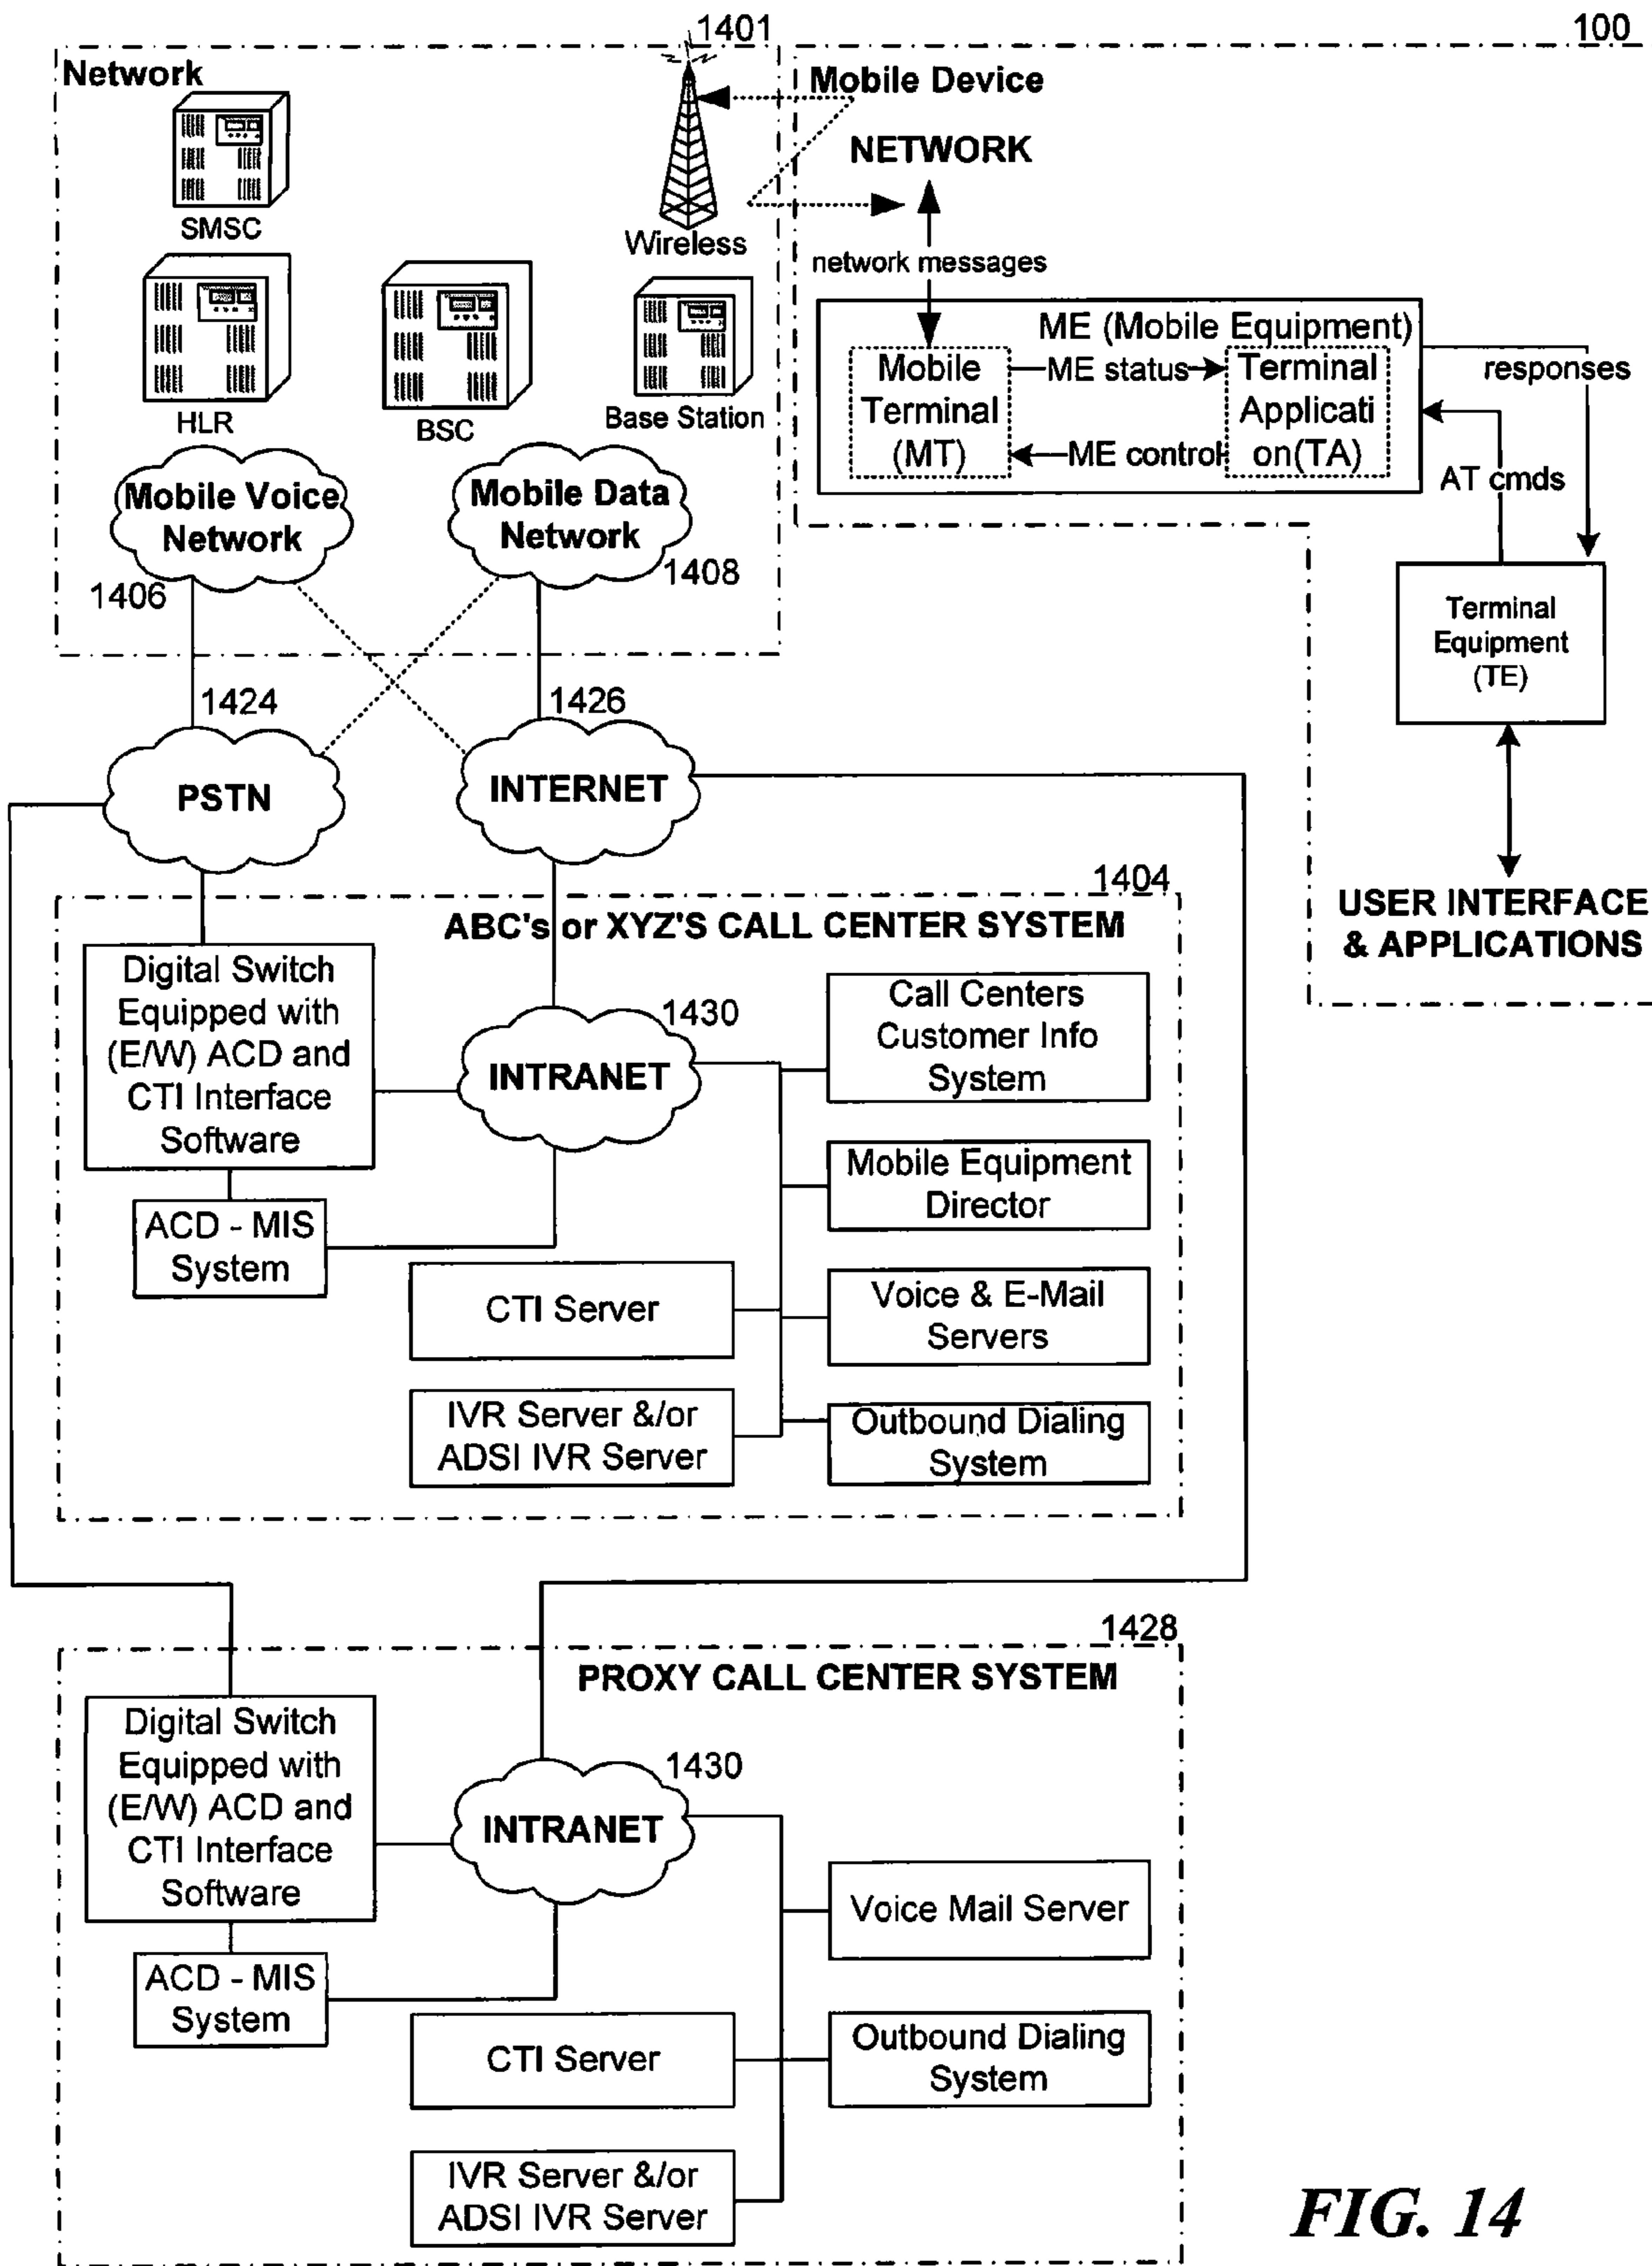 1401
100
Network
Mobile Device
NETWORK
SMSC
Wireless
network messages
HLR
BSC
Base Station
ME (Mobile Equipment)
Mobile
Terminal
(MT)
ME status
ME control
Terminal
Applicati
on(TA)
responses
AT cmds
Mobile Voice
Network
1406
Mobile Data
Network
1408
Terminal
Equipment
(TE)
1424
1426
PSTN
INTERNET
USER INTERFACE
& APPLICATIONS
1404
ABC's or XYZ'S CALL CENTER SYSTEM
Digital Switch
Equipped with
(E/W) ACD and
CTI Interface
Software
1430
INTRANET
Call Centers
Customer Info
System
Mobile Equipment
Director
ACD - MIS
System
CTI Server
Voice & E-Mail
Servers
IVR Server &/or
ADSI IVR Server
Outbound Dialing
System
1428
PROXY CALL CENTER SYSTEM
Digital Switch
Equipped with
(E/W) ACD and
CTI Interface
Software
1430
INTRANET
Voice Mail Server
ACD - MIS
System
CTI Server
Outbound Dialing
System
IVR Server &/or
ADSI IVR Server
FIG. 14